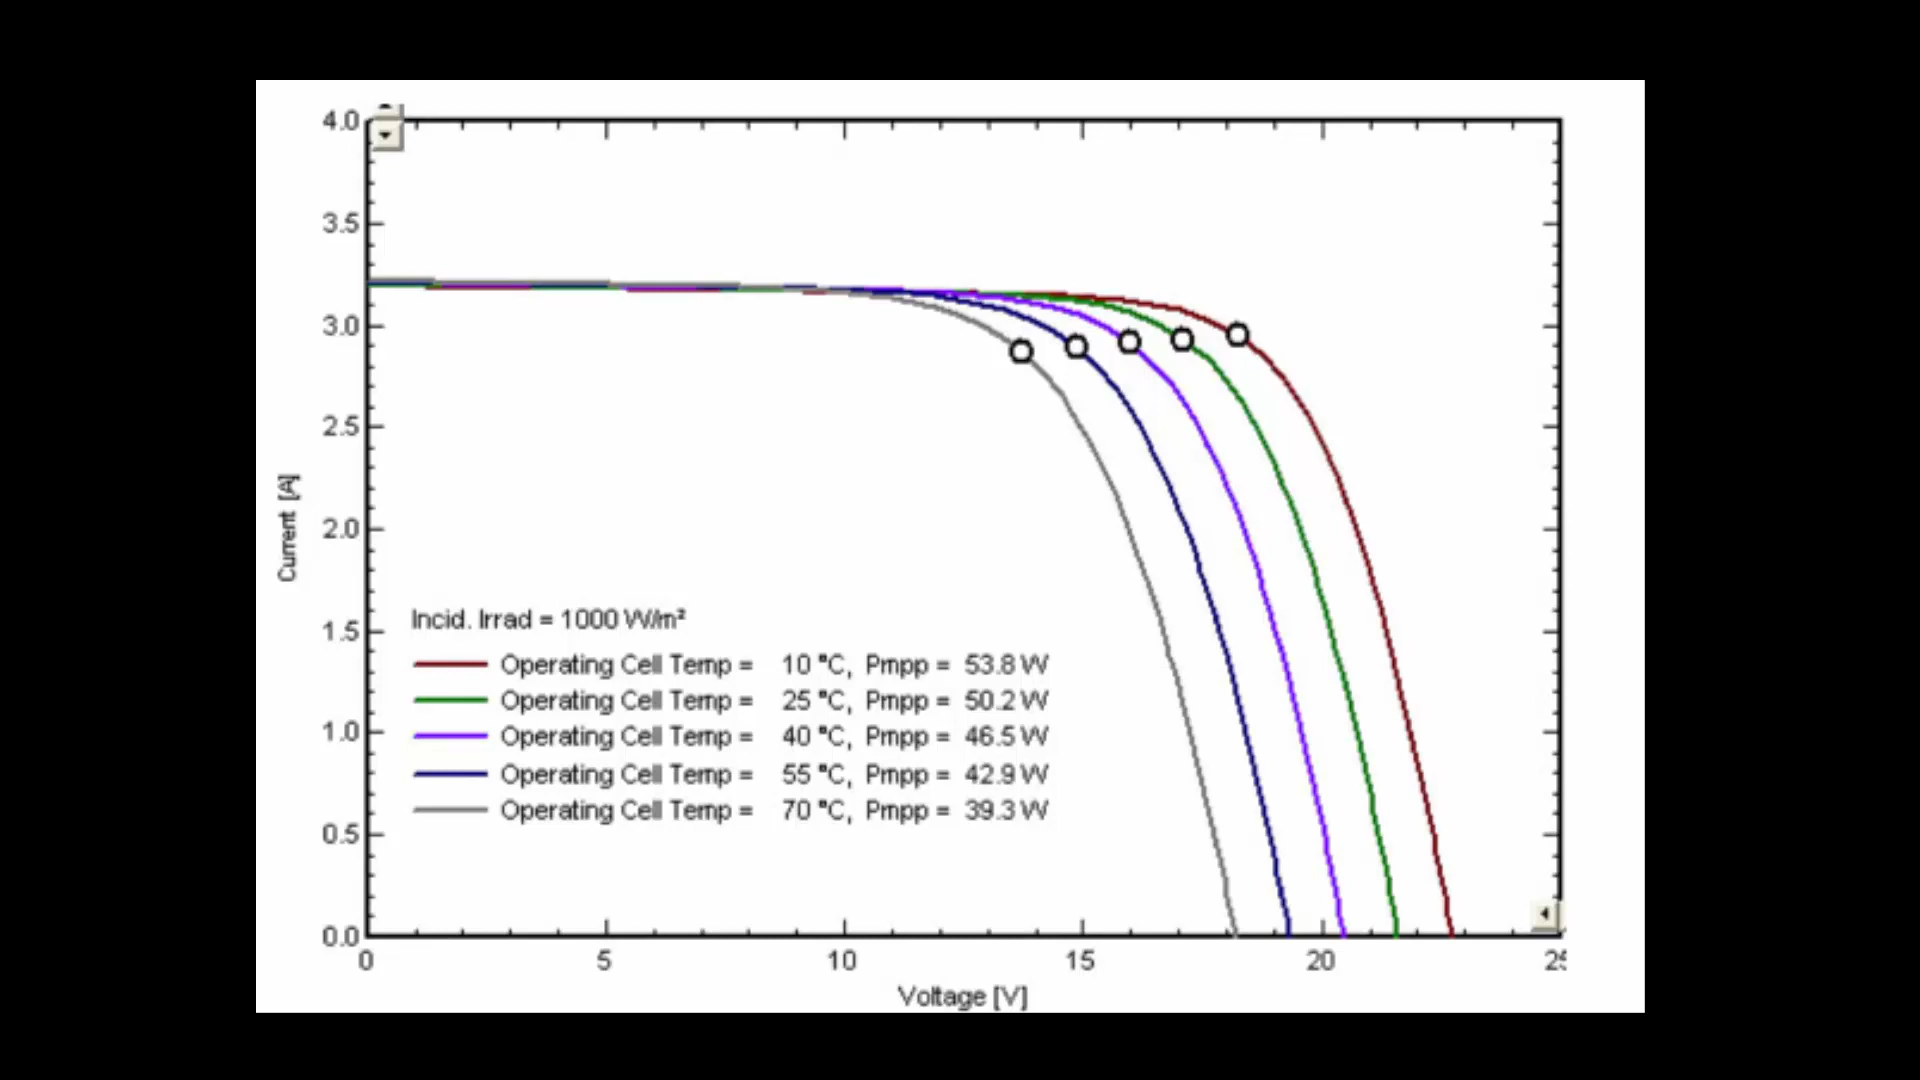 4.0
3.5
3.0
2.5
2.0
1.5
1.0
0.5
0.0
Current [A]
Incid. Irrad = 1000 W/m²
Operating Cell Temp = 10 °C, Pmpp = 53.8 W
Operating Cell Temp = 25 °C, Pmpp = 50.2 W
Operating Cell Temp = 40 °C, Pmpp = 46.5 W
Operating Cell Temp = 55 °C, Pmpp = 42.9 W
Operating Cell Temp = 70 °C, Pmpp = 39.3 W
0 5 10 15 20 25
Voltage [V]